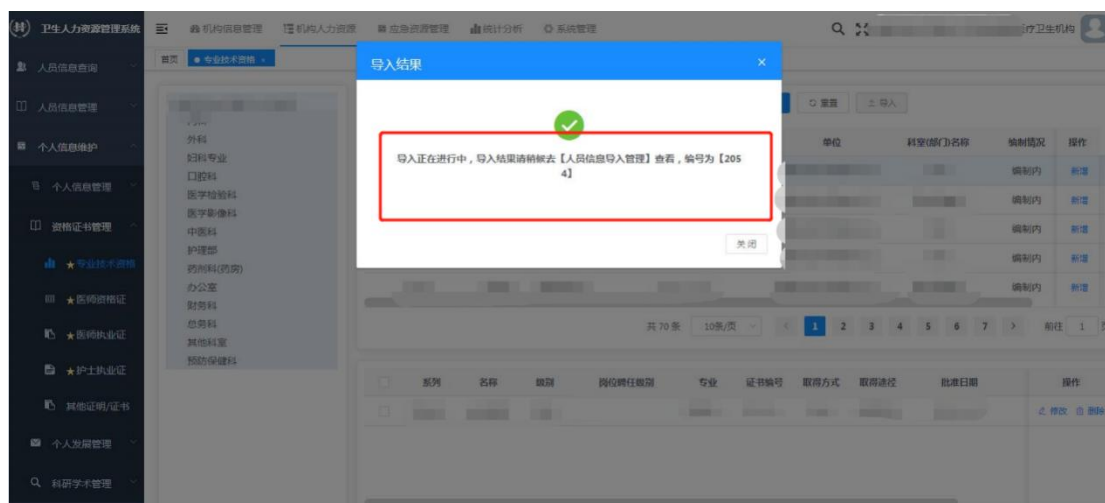 卫生人力资源管理系统
机构信息管理 机构人力资源 应急资源管理 统计分析 系统管理
疗卫生机构
首页 专业技术资格 ×
人员信息查询
人员信息管理
个人信息维护
个人信息管理
资格证书管理
★专业技术资格
★医师资格证
★医师执业证
★护士执业证
其他证明/证书
个人发展管理
科研学术管理
外科
妇科专业
口腔科
医学检验科
医学影像科
中医科
护理部
药剂科(药房)
办公室
财务科
总务科
其他科室
预防保健科
导入结果 ×
导入正在进行中，导入结果请稍候去【人员信息导入管理】查看，编号为【205
4】
关闭
重置 导入
单位 科室(部门)名称 编制情况 操作
编制内 新增
编制内 新增
编制内 新增
编制内 新增
编制内 新增
共 70 条 10条/页 < 1 2 3 4 5 6 7 > 前往 1
系列 名称 级别 岗位聘任级别 专业 证书编号 取得方式 取得途径 批准日期 操作
修改 删除